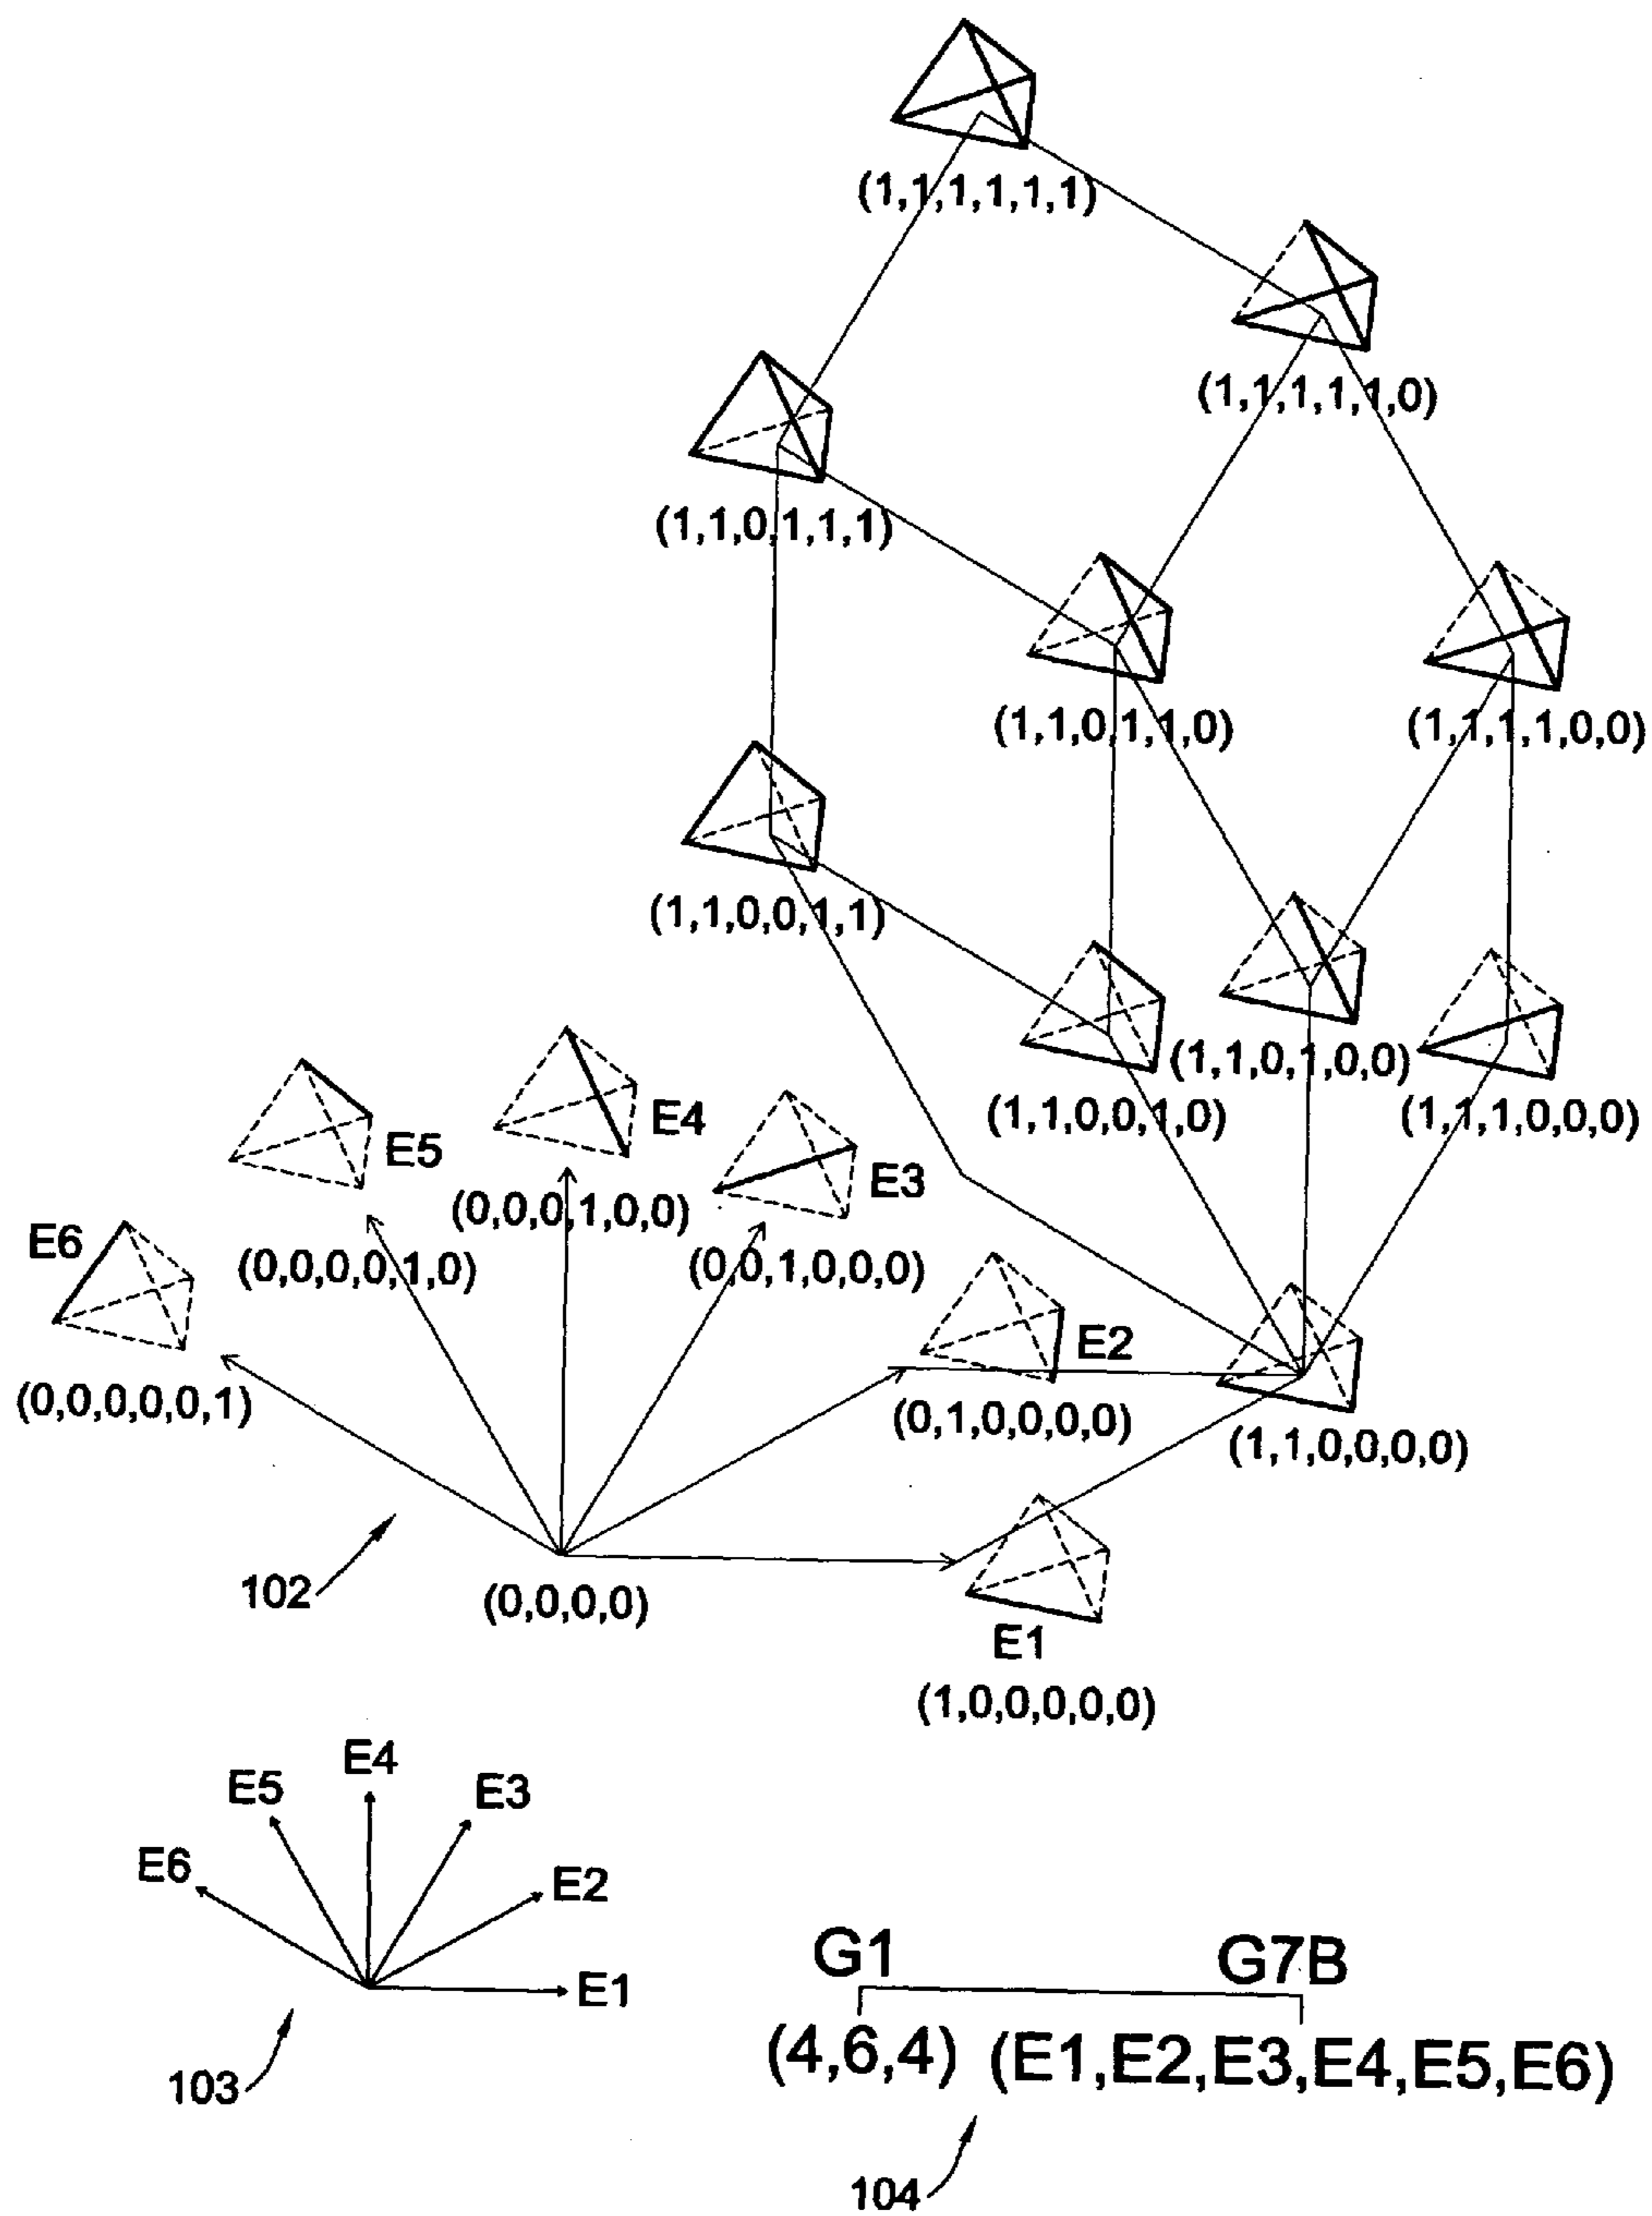 (1,1,1,1,1,1)
(1,1,1,1,1,0)
(1,1,0,1,1,1)
(1,1,0,1,1,0)
(1,1,1,1,0,0)
(1,1,0,0,1,1)
(1,1,0,1,0,0)
(1,1,0,0,1,0)
(1,1,1,0,0,0)
E5
E4
E3
(0,0,0,1,0,0)
E6
(0,0,0,0,1,0)
(0,0,1,0,0,0)
E2
(0,0,0,0,0,1)
(0,1,0,0,0,0)
(1,1,0,0,0,0)
102
(0,0,0,0)
E1
(1,0,0,0,0,0)
E4
E5
E3
E6
E2
E1
103
G1
G7B
(4,6,4) (E1,E2,E3,E4,E5,E6)
104